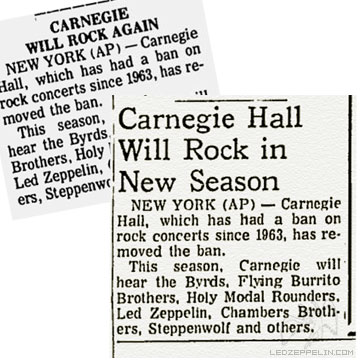 CARNEGIE
WILL ROCK AGAIN
NEW YORK (AP) — Carnegie
Hall, which has had a ban on
rock concerts since 1963, has re-
moved the ban.
This season,
hear the Byrds,
Brothers, Holy
Led Zeppelin,
ers, Steppenwo
Carnegie Hall
Will Rock in
New Season
NEW YORK (AP) — Carnegie
Hall, which has had a ban on
rock concerts since 1963, has re-
moved the ban.
This season, Carnegie will
hear the Byrds, Flying Burrito
Brothers, Holy Modal Rounders,
Led Zeppelin, Chambers Broth-
ers, Steppenwolf and others.
LEDZEPPELIN.COM